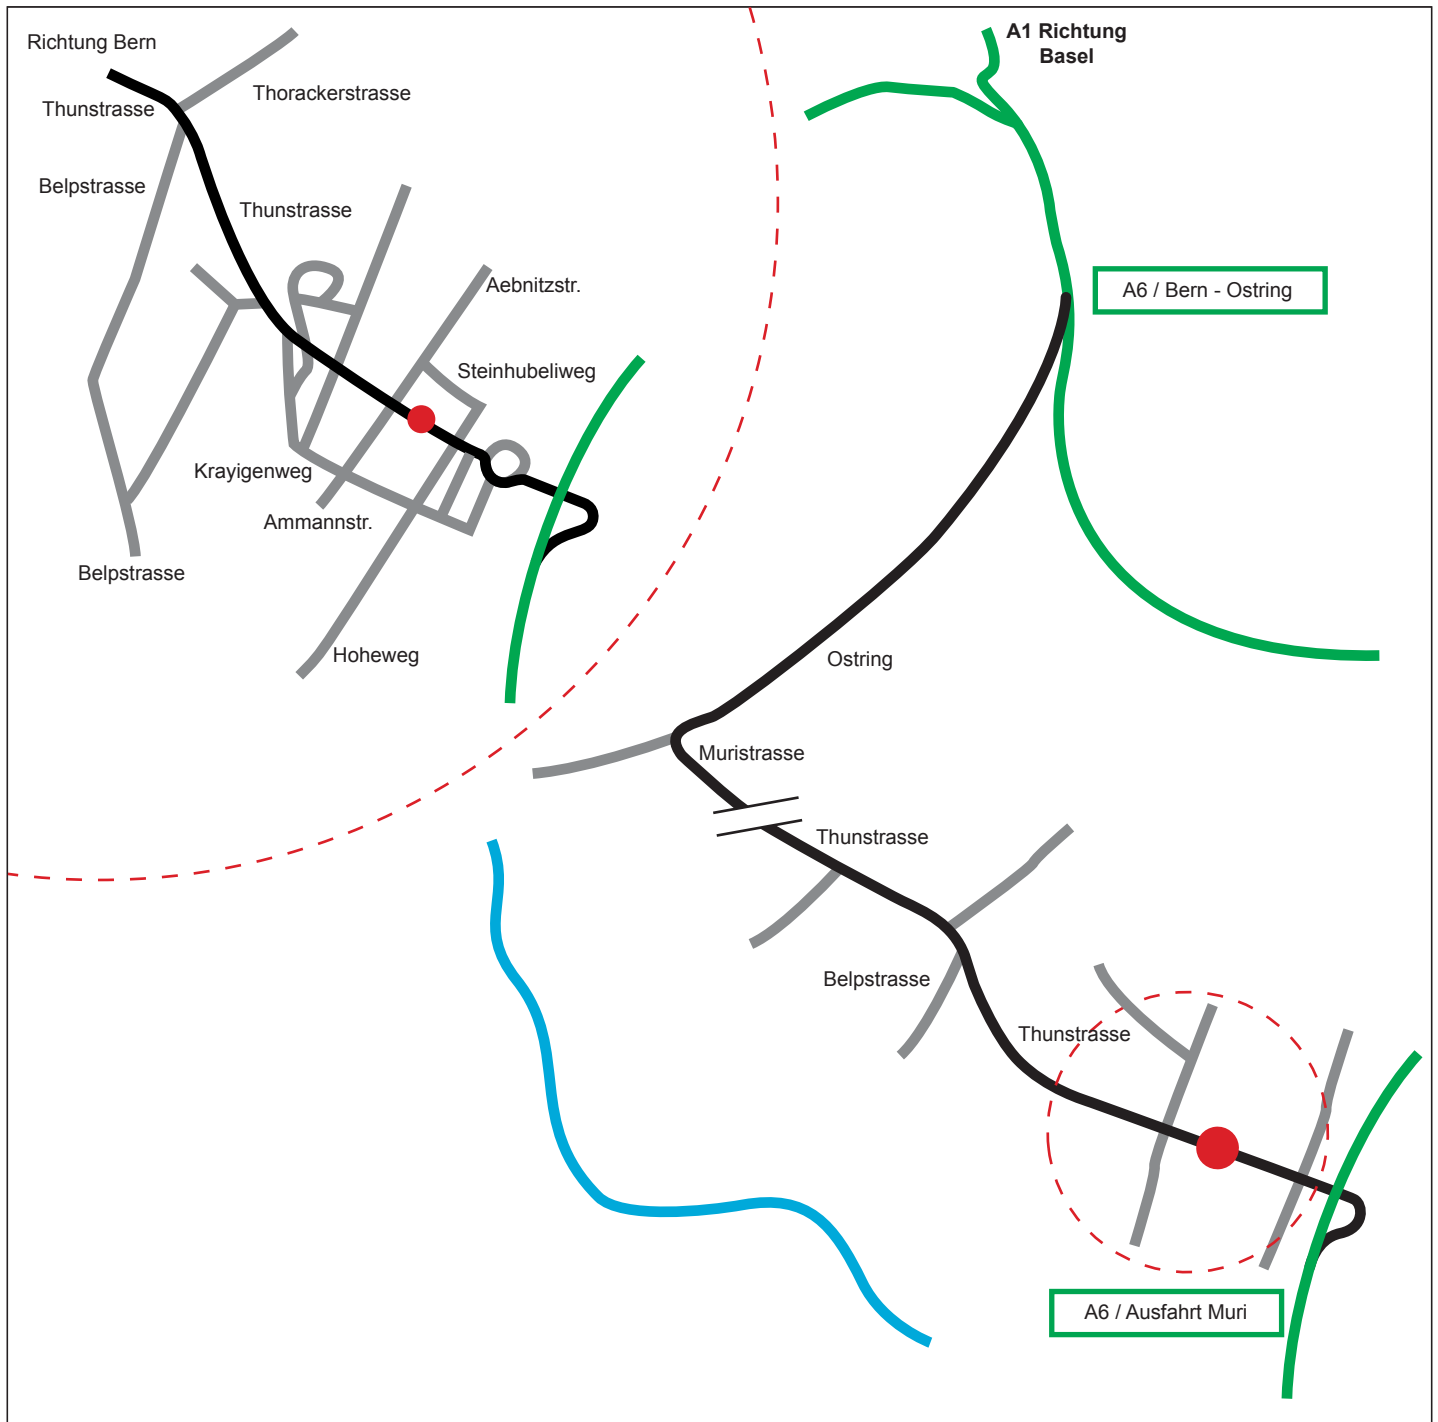 Richtung Bern
Thorackerstrasse
Thunstrasse
Belpstrasse
Thunstrasse
Aebnitzstr.
Steinhubeliweg
Krayigenweg
Ammannstr.
Belpstrasse
Hoheweg
A1 Richtung
Basel
A6 / Bern - Ostring
Ostring
Muristrasse
Thunstrasse
Belpstrasse
Thunstrasse
A6 / Ausfahrt Muri